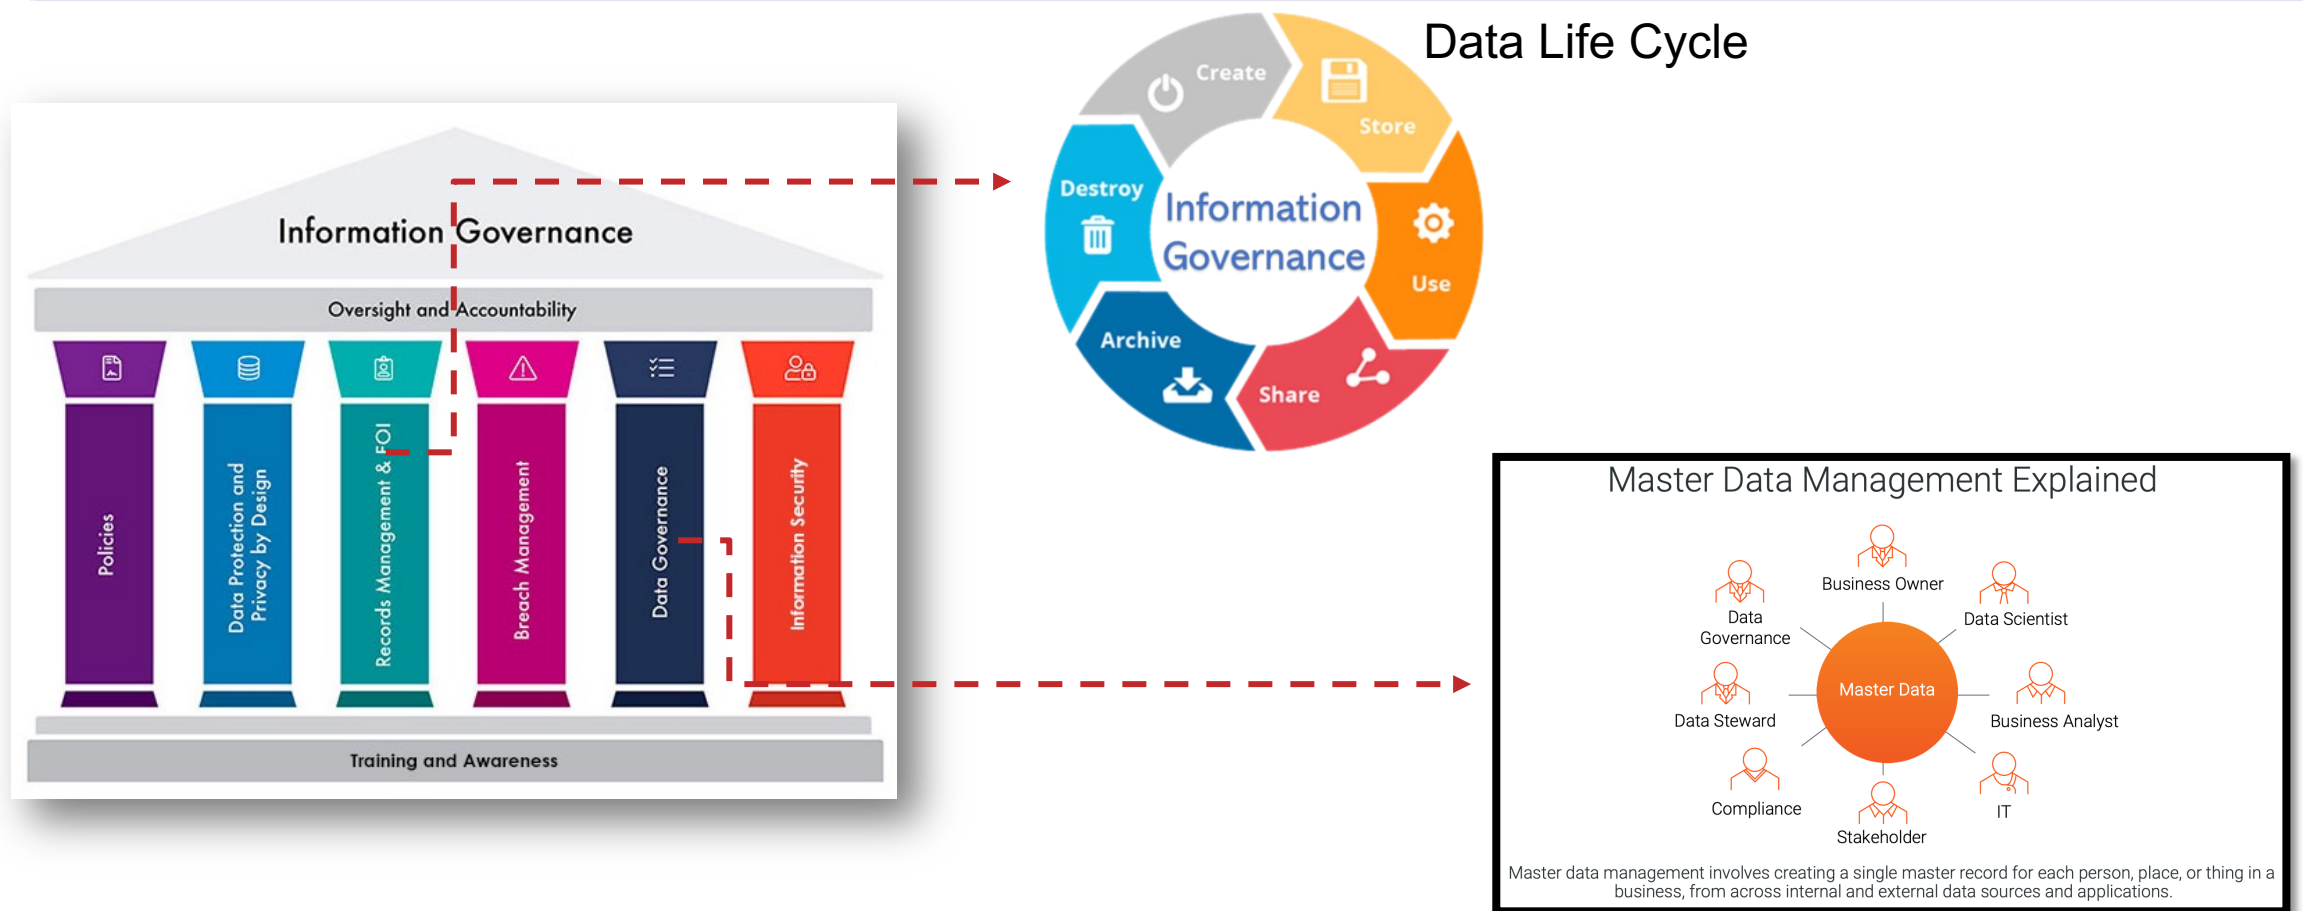 Data Life Cycle
Information Governance
Oversight and Accountability
Policies
Data Protection and
Privacy by Design
Records Management & FOI
Breach Management
Data Governance
Information Security
Training and Awareness
Create
Store
Use
Share
Archive
Destroy
Information
Governance
Master Data Management Explained
Business Owner
Data Scientist
Business Analyst
IT
Stakeholder
Compliance
Data Steward
Data
Governance
Master Data
Master data management involves creating a single master record for each person, place, or thing in a
business, from across internal and external data sources and applications.